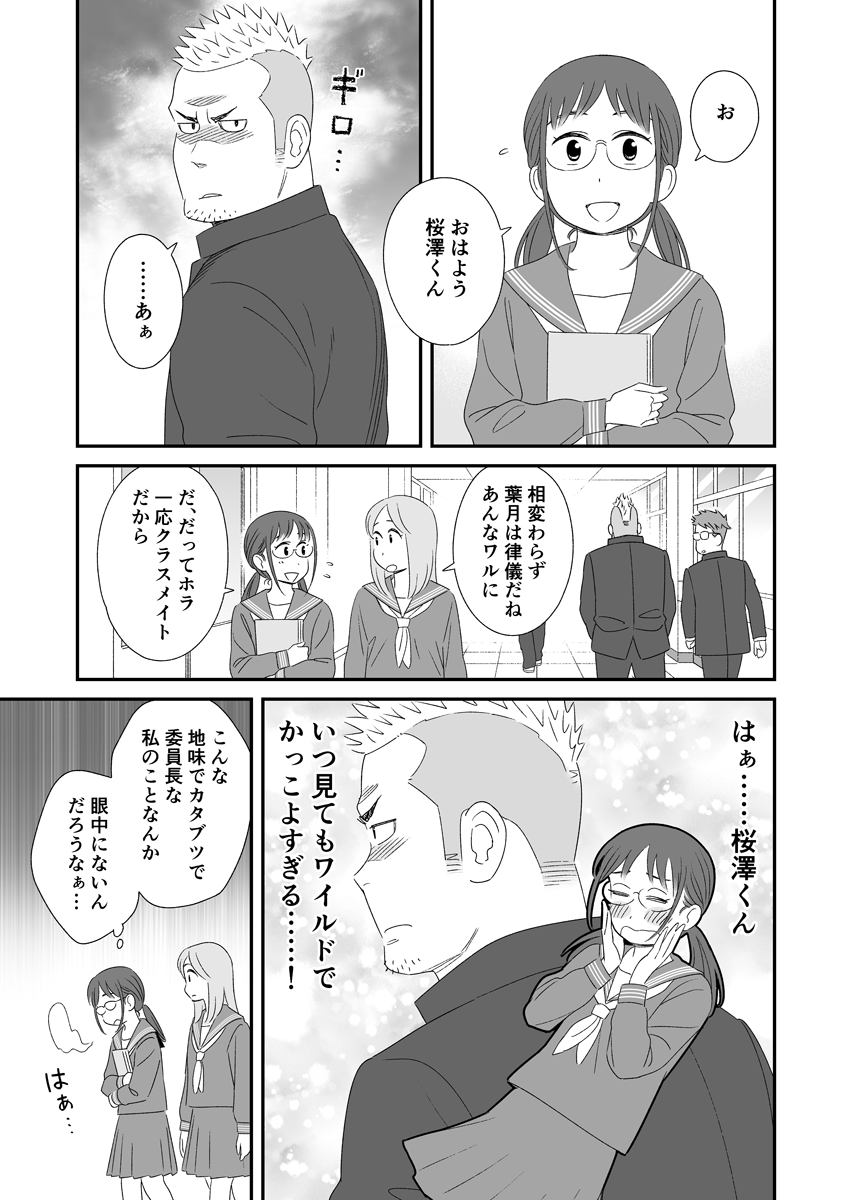 お
おはよう
桜澤くん
ギロ…
……あぁ
相変わらず
葉月は律儀だね
あんなワルに
だ、だってホラ
一応クラスメイト
だから
はぁ……桜澤くん
いつ見てもワイルドで
かっこよすぎる……！
こんな
地味でカタブツで
委員長な
私のことなんか
眼中にないん
だろうなぁ…
はぁ…